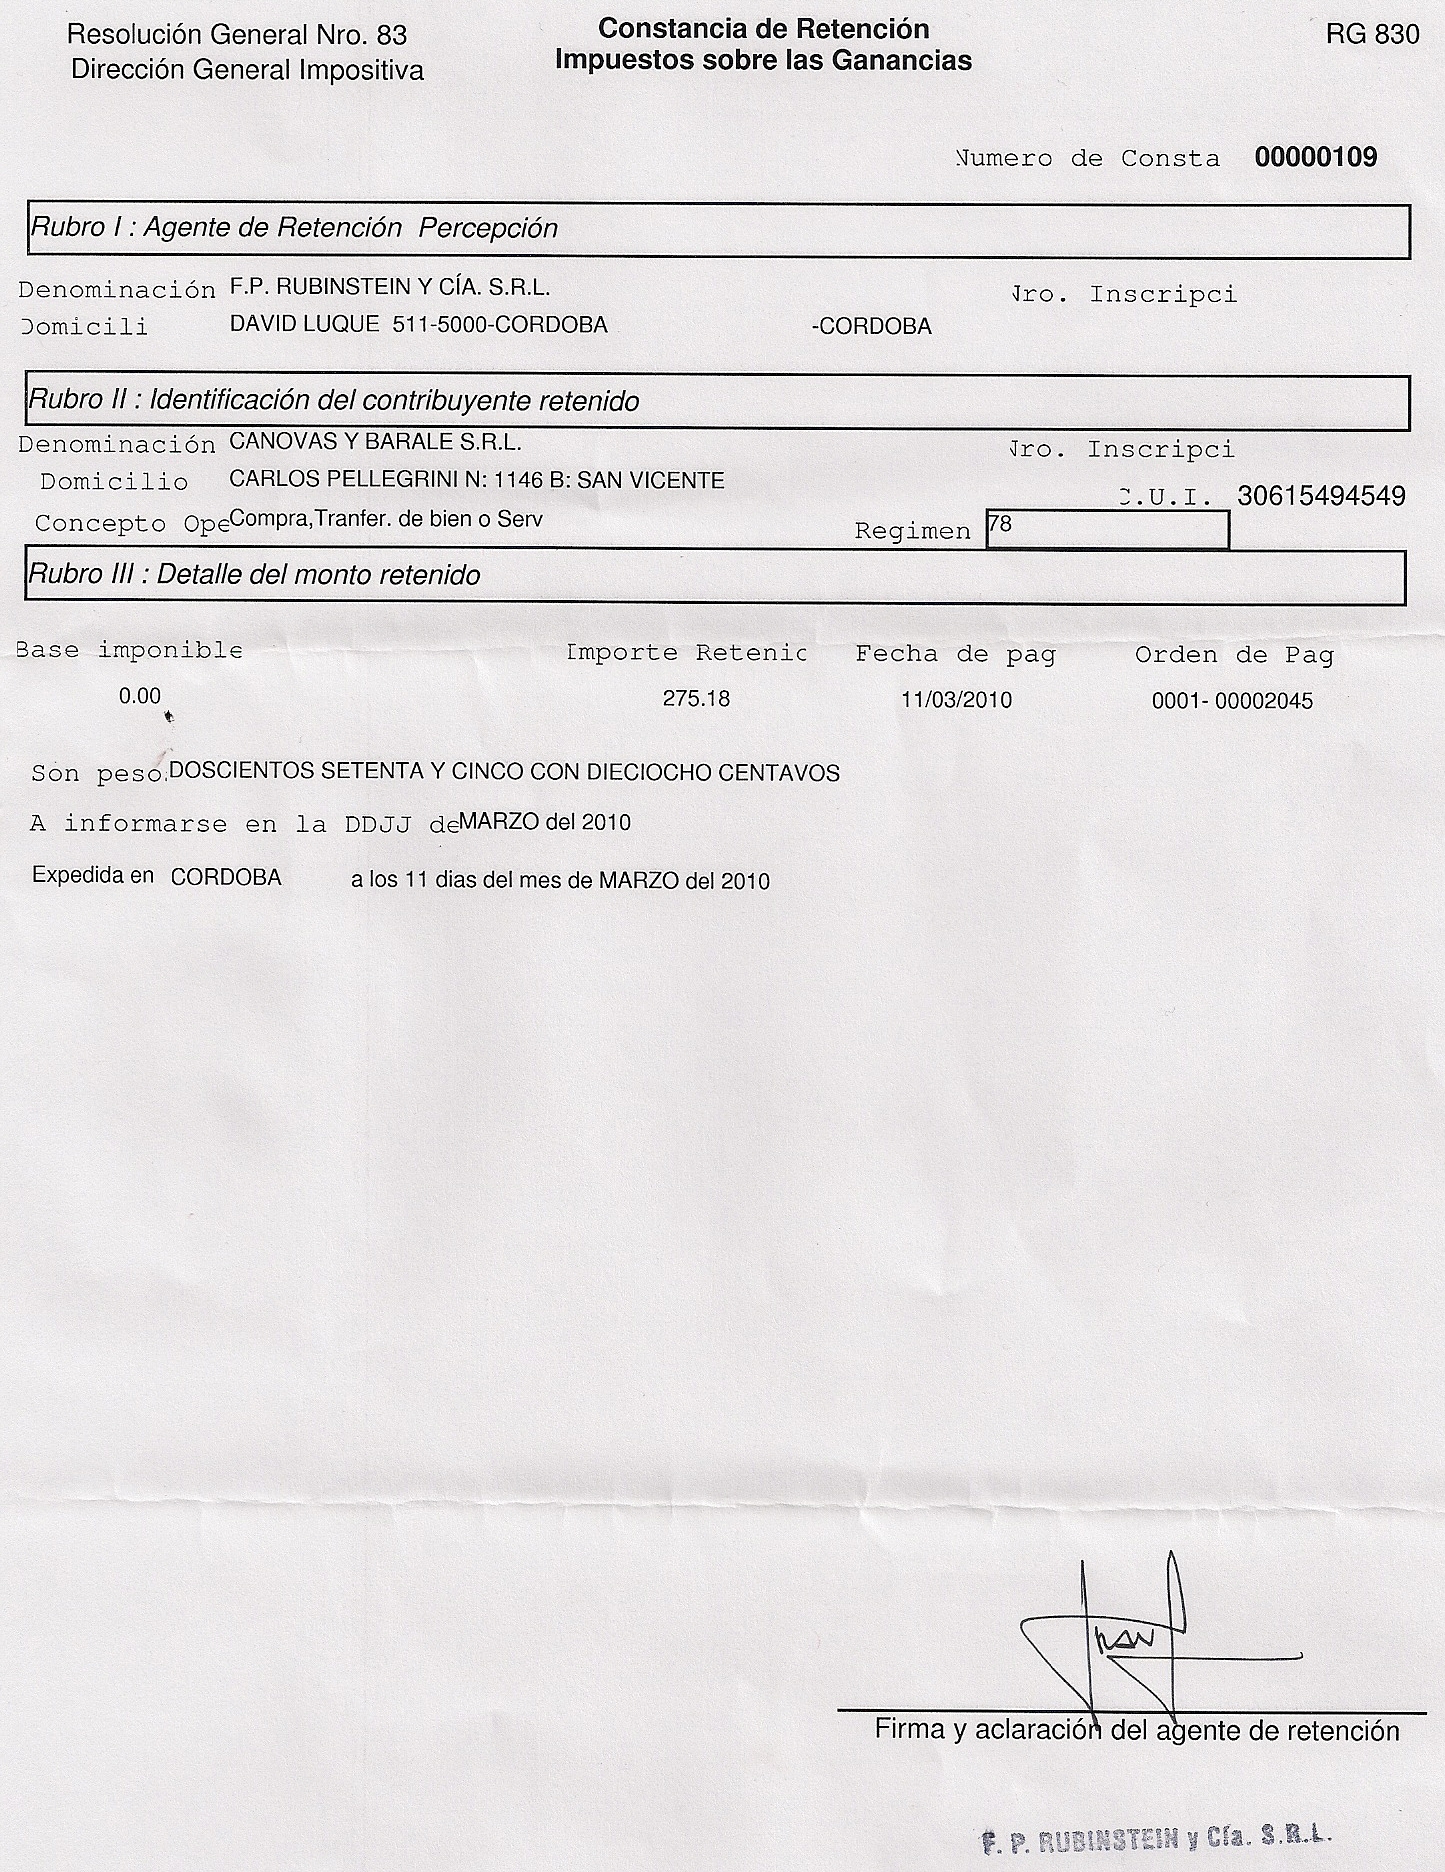 Resolución General Nro. 83
Dirección General Impositiva
Constancia de Retención
Impuestos sobre las Ganancias
RG 830
Numero de Consta 00000109
Rubro I : Agente de Retención Percepción
Denominación F.P. RUBINSTEIN Y CÍA. S.R.L.
Nro. Inscripci
Domicili DAVID LUQUE 511-5000-CORDOBA -CORDOBA
Rubro II : Identificación del contribuyente retenido
Denominación CANOVAS Y BARALE S.R.L.
Nro. Inscripci
Domicilio CARLOS PELLEGRINI N: 1146 B: SAN VICENTE
C.U.I. 30615494549
Concepto Ope Compra,Tranfer. de bien o Serv
Regimen 78
Rubro III : Detalle del monto retenido
Base imponible Importe Retenic Fecha de pag Orden de Pag
0.00 275.18 11/03/2010 0001- 00002045
Son peso. DOSCIENTOS SETENTA Y CINCO CON DIECIOCHO CENTAVOS
A informarse en la DDJJ de MARZO del 2010
Expedida en CORDOBA a los 11 dias del mes de MARZO del 2010
Firma y aclaración del agente de retención
F. P. RUBINSTEIN y Cía. S.R.L.